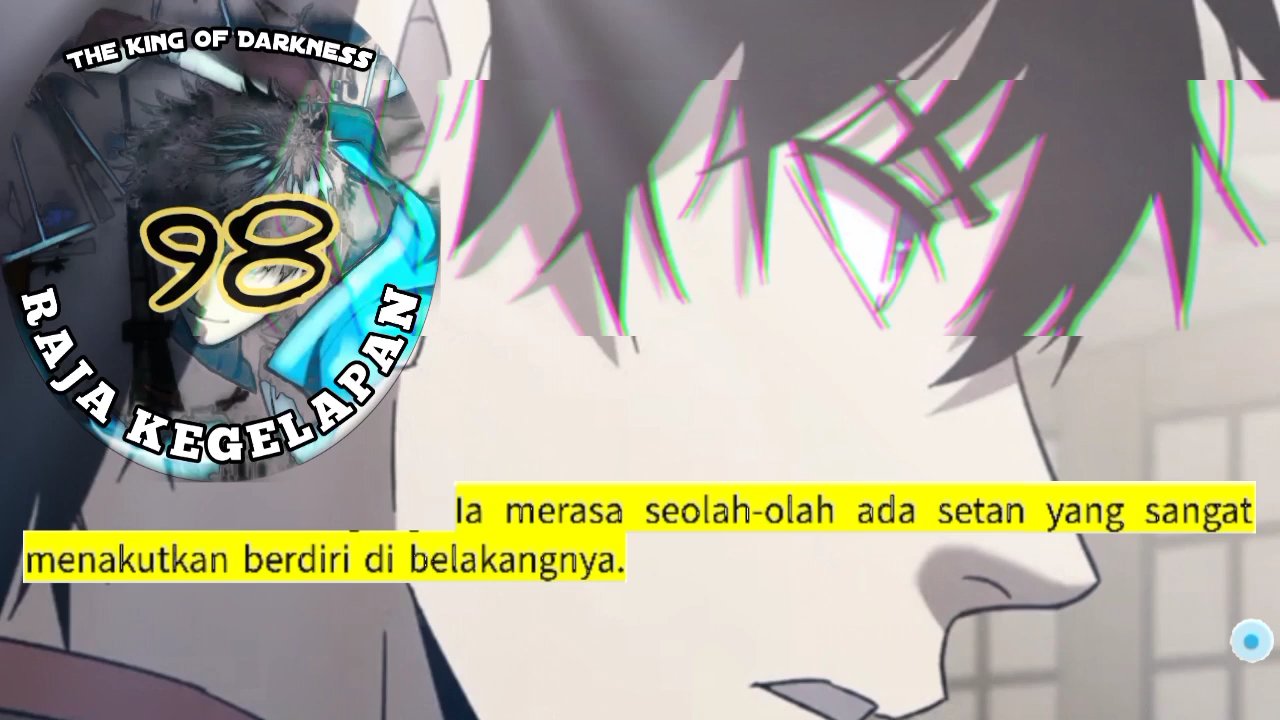 THE KING OF DARKNESS
98
RAJA KEGELAPAN
Ia merasa seolah-olah ada setan yang sangat
menakutkan berdiri di belakangnya.